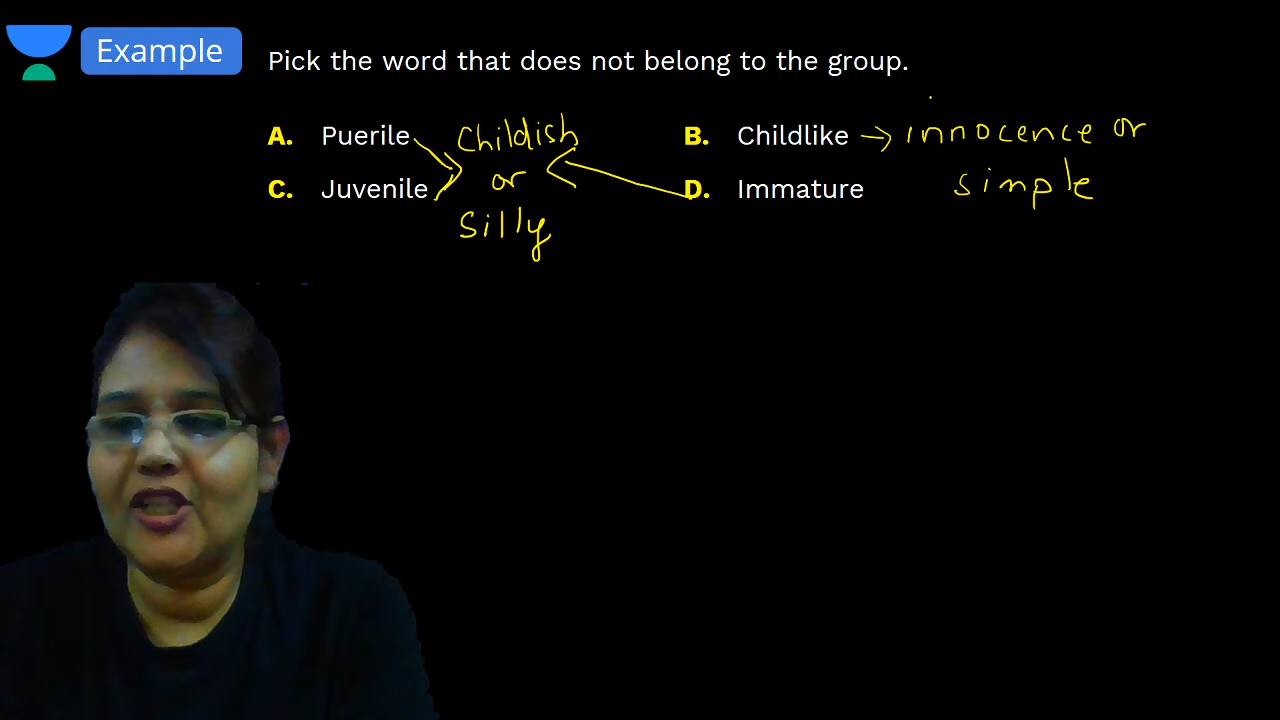 Example Pick the word that does not belong to the group.
A. Puerile Childish B. Childlike → innocence or
C. Juvenile or D. Immature simple
Silly